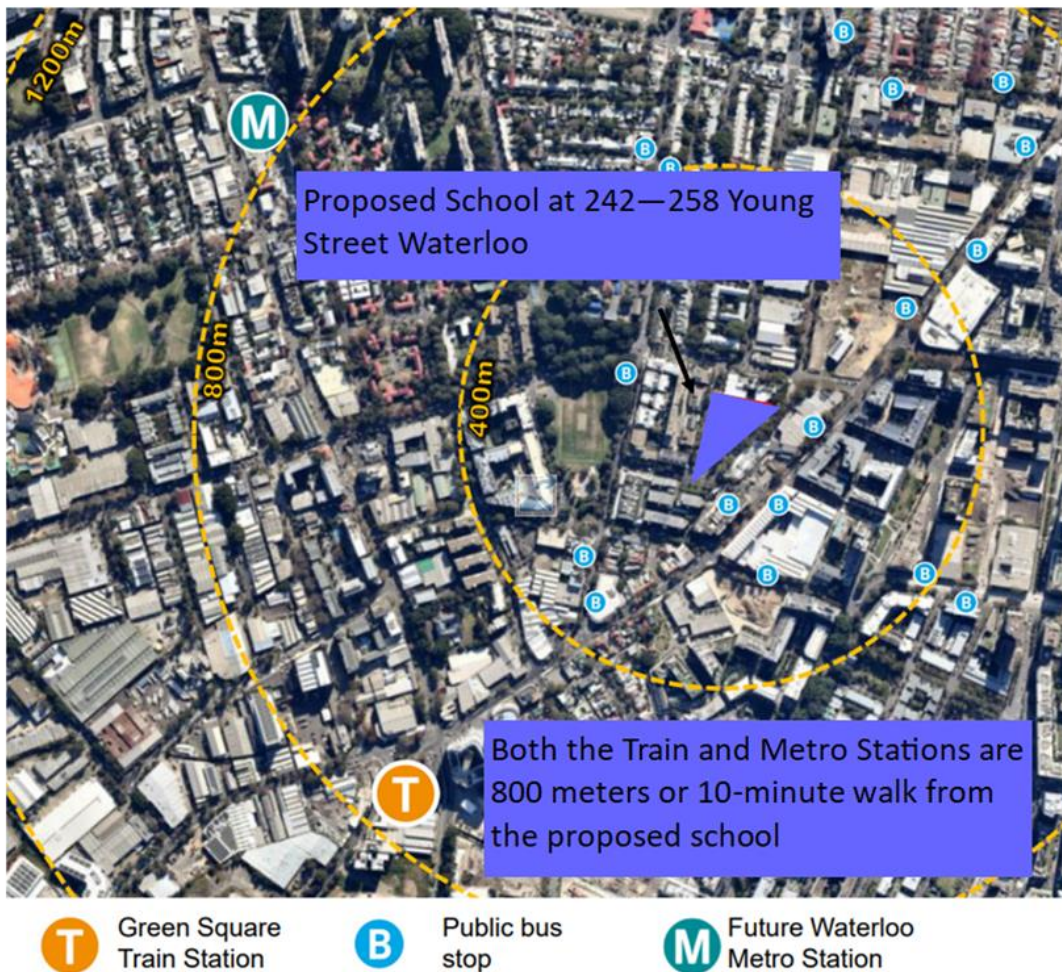 1200m
M
B
B
B
B
B
B
Proposed School at 242—258 Young
Street Waterloo
B
B
800m
400m
B
B
B
B
B
B
B
B
B
T
Both the Train and Metro Stations are
800 meters or 10-minute walk from
the proposed school
T
Green Square
Train Station
B
Public bus
stop
M
Future Waterloo
Metro Station